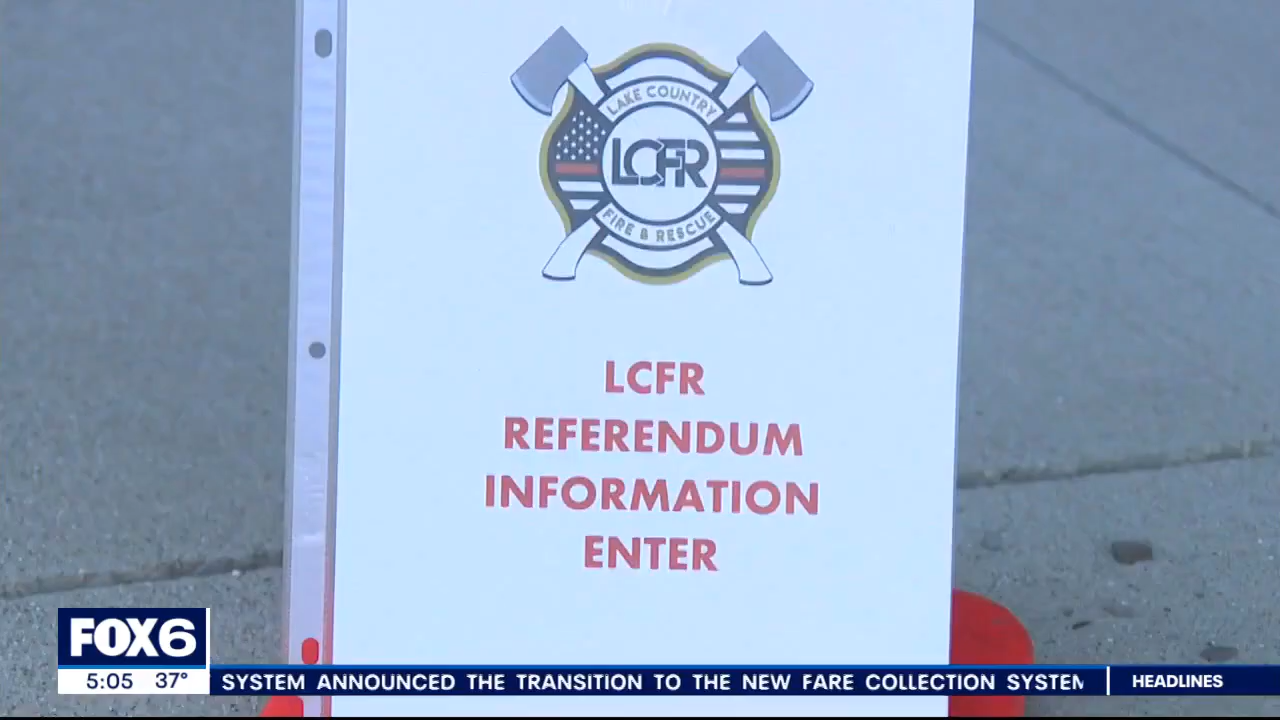 LAKE COUNTRY
LCFR
FIRE & RESCUE
LCFR
REFERENDUM
INFORMATION
ENTER
FOX6
5:05 37°
SYSTEM ANNOUNCED THE TRANSITION TO THE NEW FARE COLLECTION SYSTEM
HEADLINES